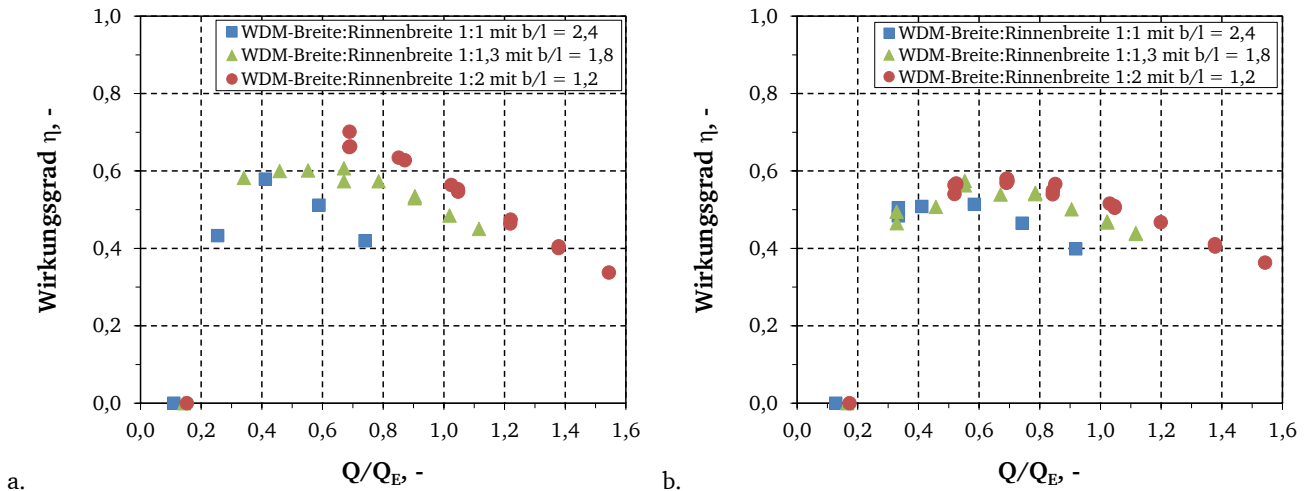 WDM-Breite:Rinnenbreite 1:1 mit b/l = 2,4
WDM-Breite:Rinnenbreite 1:1,3 mit b/l = 1,8
WDM-Breite:Rinnenbreite 1:2 mit b/l = 1,2
Wirkungsgrad η, -
1,0
0,8
0,6
0,4
0,2
0,0
0,0 0,2 0,4 0,6 0,8 1,0 1,2 1,4 1,6
Q/Q_E, -
a.
WDM-Breite:Rinnenbreite 1:1 mit b/l = 2,4
WDM-Breite:Rinnenbreite 1:1,3 mit b/l = 1,8
WDM-Breite:Rinnenbreite 1:2 mit b/l = 1,2
Wirkungsgrad η, -
1,0
0,8
0,6
0,4
0,2
0,0
0,0 0,2 0,4 0,6 0,8 1,0 1,2 1,4 1,6
Q/Q_E, -
b.